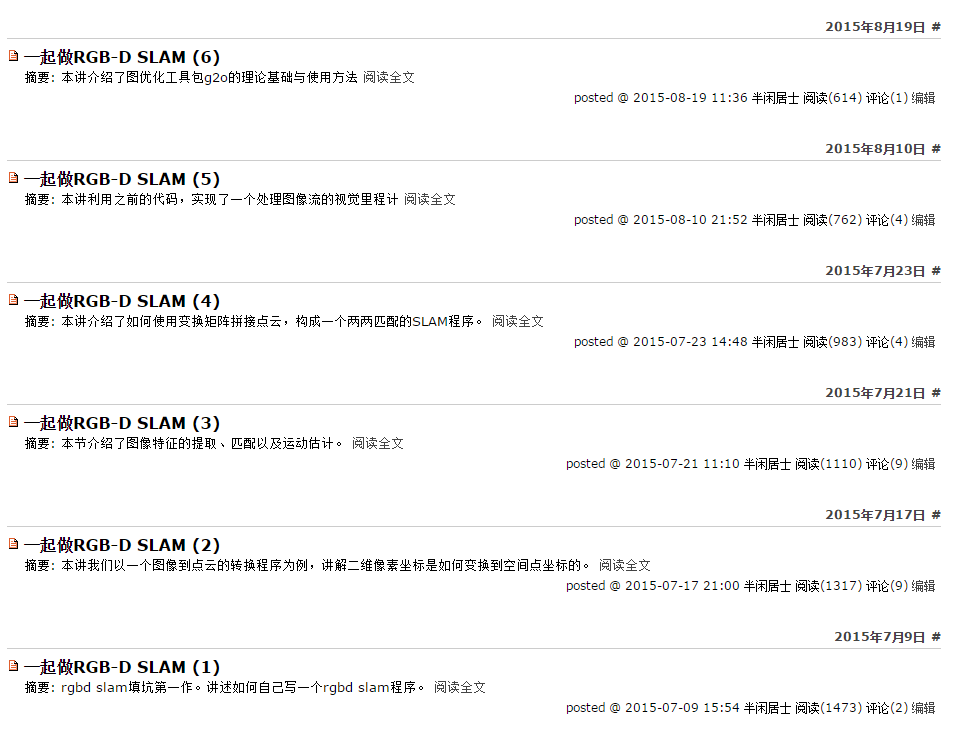 2015年8月19日 #
一起做RGB-D SLAM (6)
摘要: 本讲介绍了图优化工具包g2o的理论基础与使用方法 阅读全文
posted @ 2015-08-19 11:36 半闲居士 阅读(614) 评论(1) 编辑
2015年8月10日 #
一起做RGB-D SLAM (5)
摘要: 本讲利用之前的代码，实现了一个处理图像流的视觉里程计 阅读全文
posted @ 2015-08-10 21:52 半闲居士 阅读(762) 评论(4) 编辑
2015年7月23日 #
一起做RGB-D SLAM (4)
摘要: 本讲介绍了如何使用变换矩阵拼接点云，构成一个两两匹配的SLAM程序。 阅读全文
posted @ 2015-07-23 14:48 半闲居士 阅读(983) 评论(4) 编辑
2015年7月21日 #
一起做RGB-D SLAM (3)
摘要: 本节介绍了图像特征的提取、匹配以及运动估计。 阅读全文
posted @ 2015-07-21 11:10 半闲居士 阅读(1110) 评论(9) 编辑
2015年7月17日 #
一起做RGB-D SLAM (2)
摘要: 本讲我们以一个图像到点云的转换程序为例，讲解二维像素坐标是如何变换到空间点坐标的。 阅读全文
posted @ 2015-07-17 21:00 半闲居士 阅读(1317) 评论(9) 编辑
2015年7月9日 #
一起做RGB-D SLAM (1)
摘要: rgbd slam填坑第一作。讲述如何自己写一个rgbd slam程序。 阅读全文
posted @ 2015-07-09 15:54 半闲居士 阅读(1473) 评论(2) 编辑